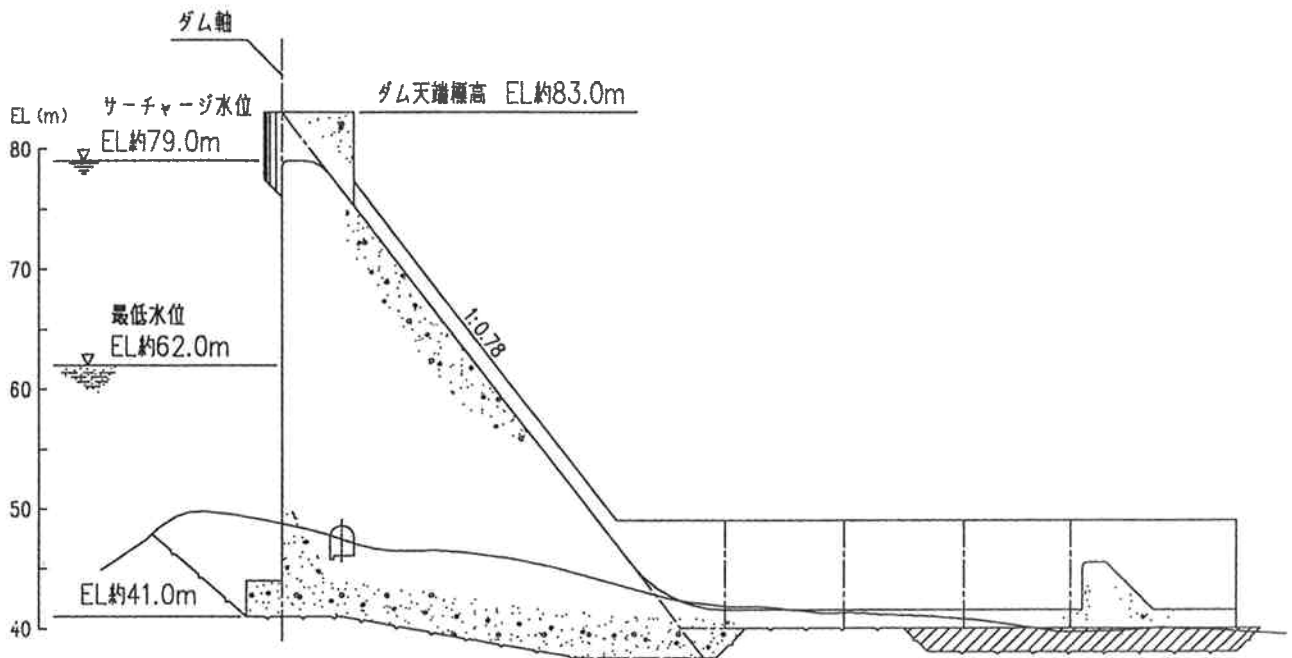 ダム軸
ダム天端標高 EL約83.0m
サーチャージ水位
EL約79.0m
EL(m)
80
70
最低水位
EL約62.0m
1:0.78
60
50
EL約41.0m
40